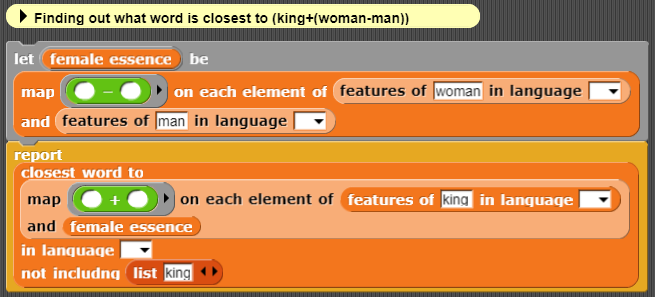 Finding out what word is closest to (king+(woman-man))
let female essence be
map − on each element of features of woman in language
and features of man in language
report
closest word to
map + on each element of features of king in language
and female essence
in language
not includng list king